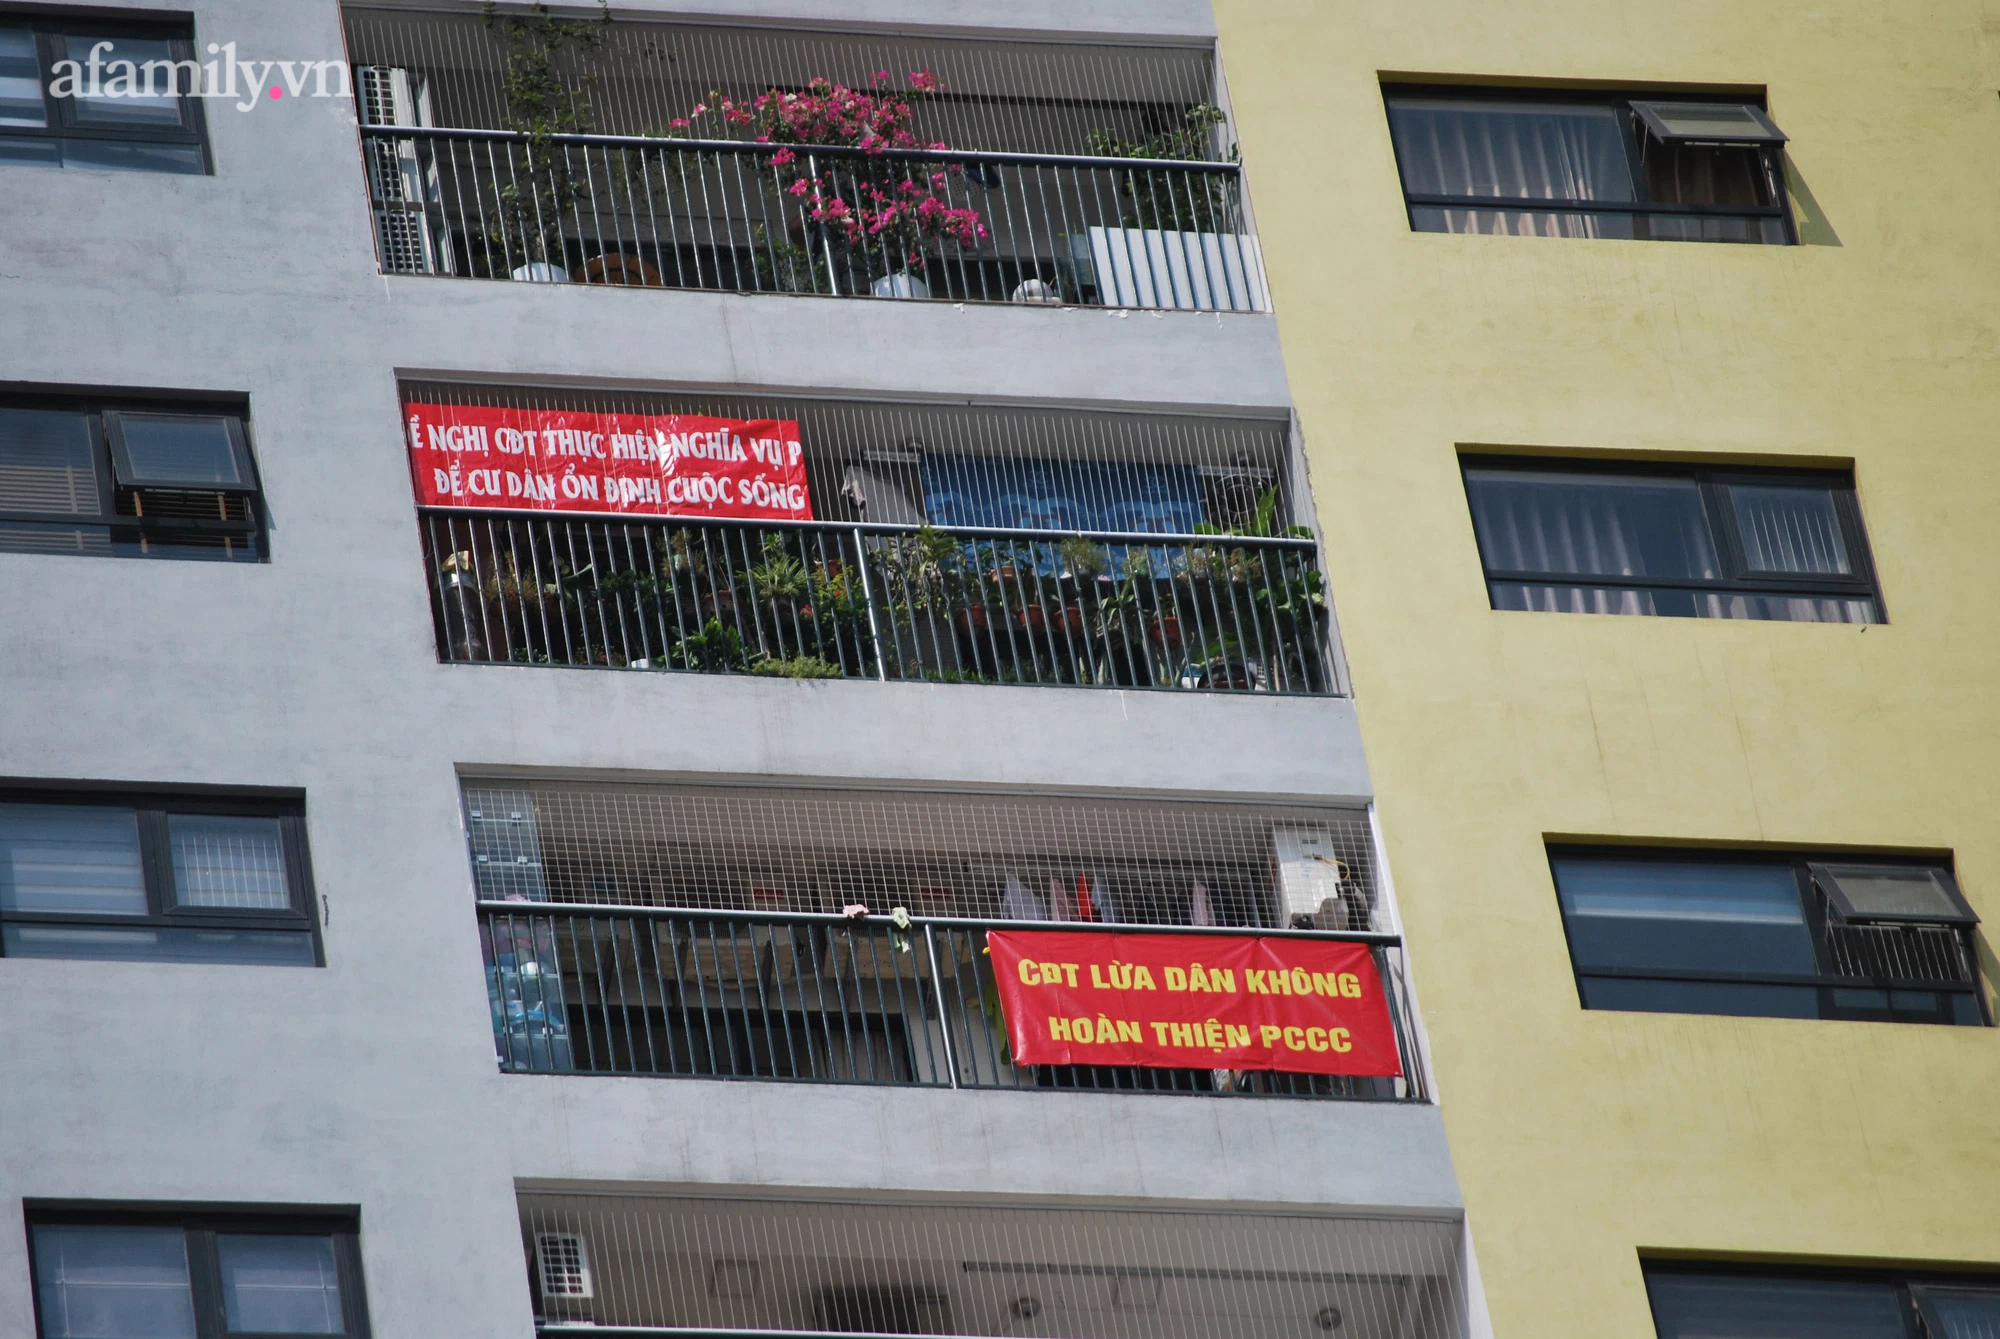 afamily.vn
Ề NGHỊ CĐT THỰC HIỆN NGHĨA VỤ P
ĐỂ CƯ DÂN ỔN ĐỊNH CUỘC SỐNG
CĐT LỪA DÂN KHÔNG
HOÀN THIỆN PCCC